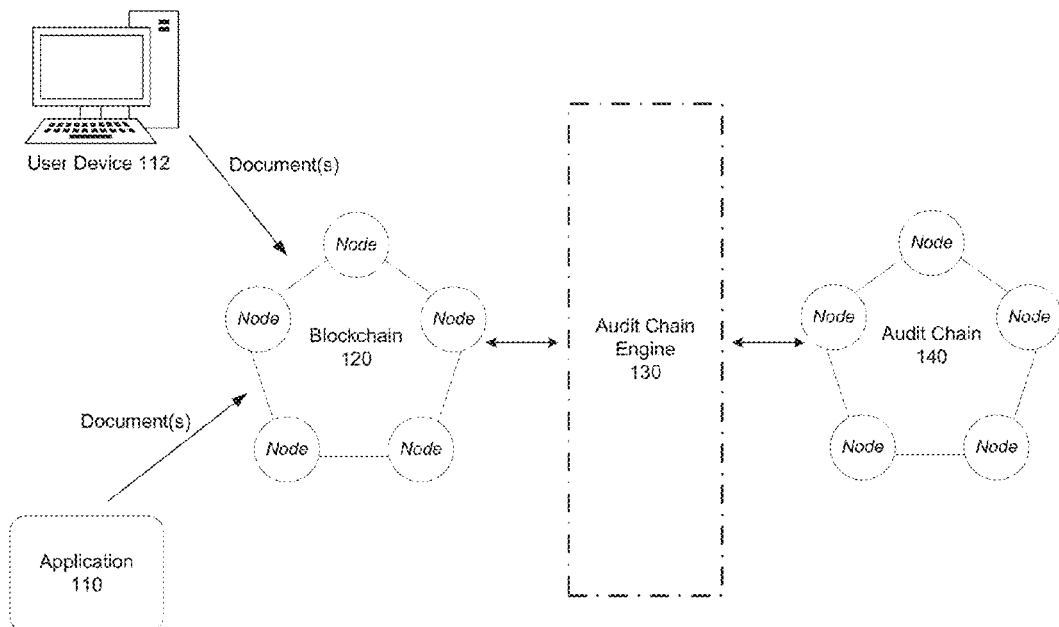 User Device 112
Document(s)
Node
Node
Node
Blockchain
120
Node
Node
Document(s)
Application
110
Audit Chain
Engine
130
Node
Node
Node
Audit Chain
140
Node
Node